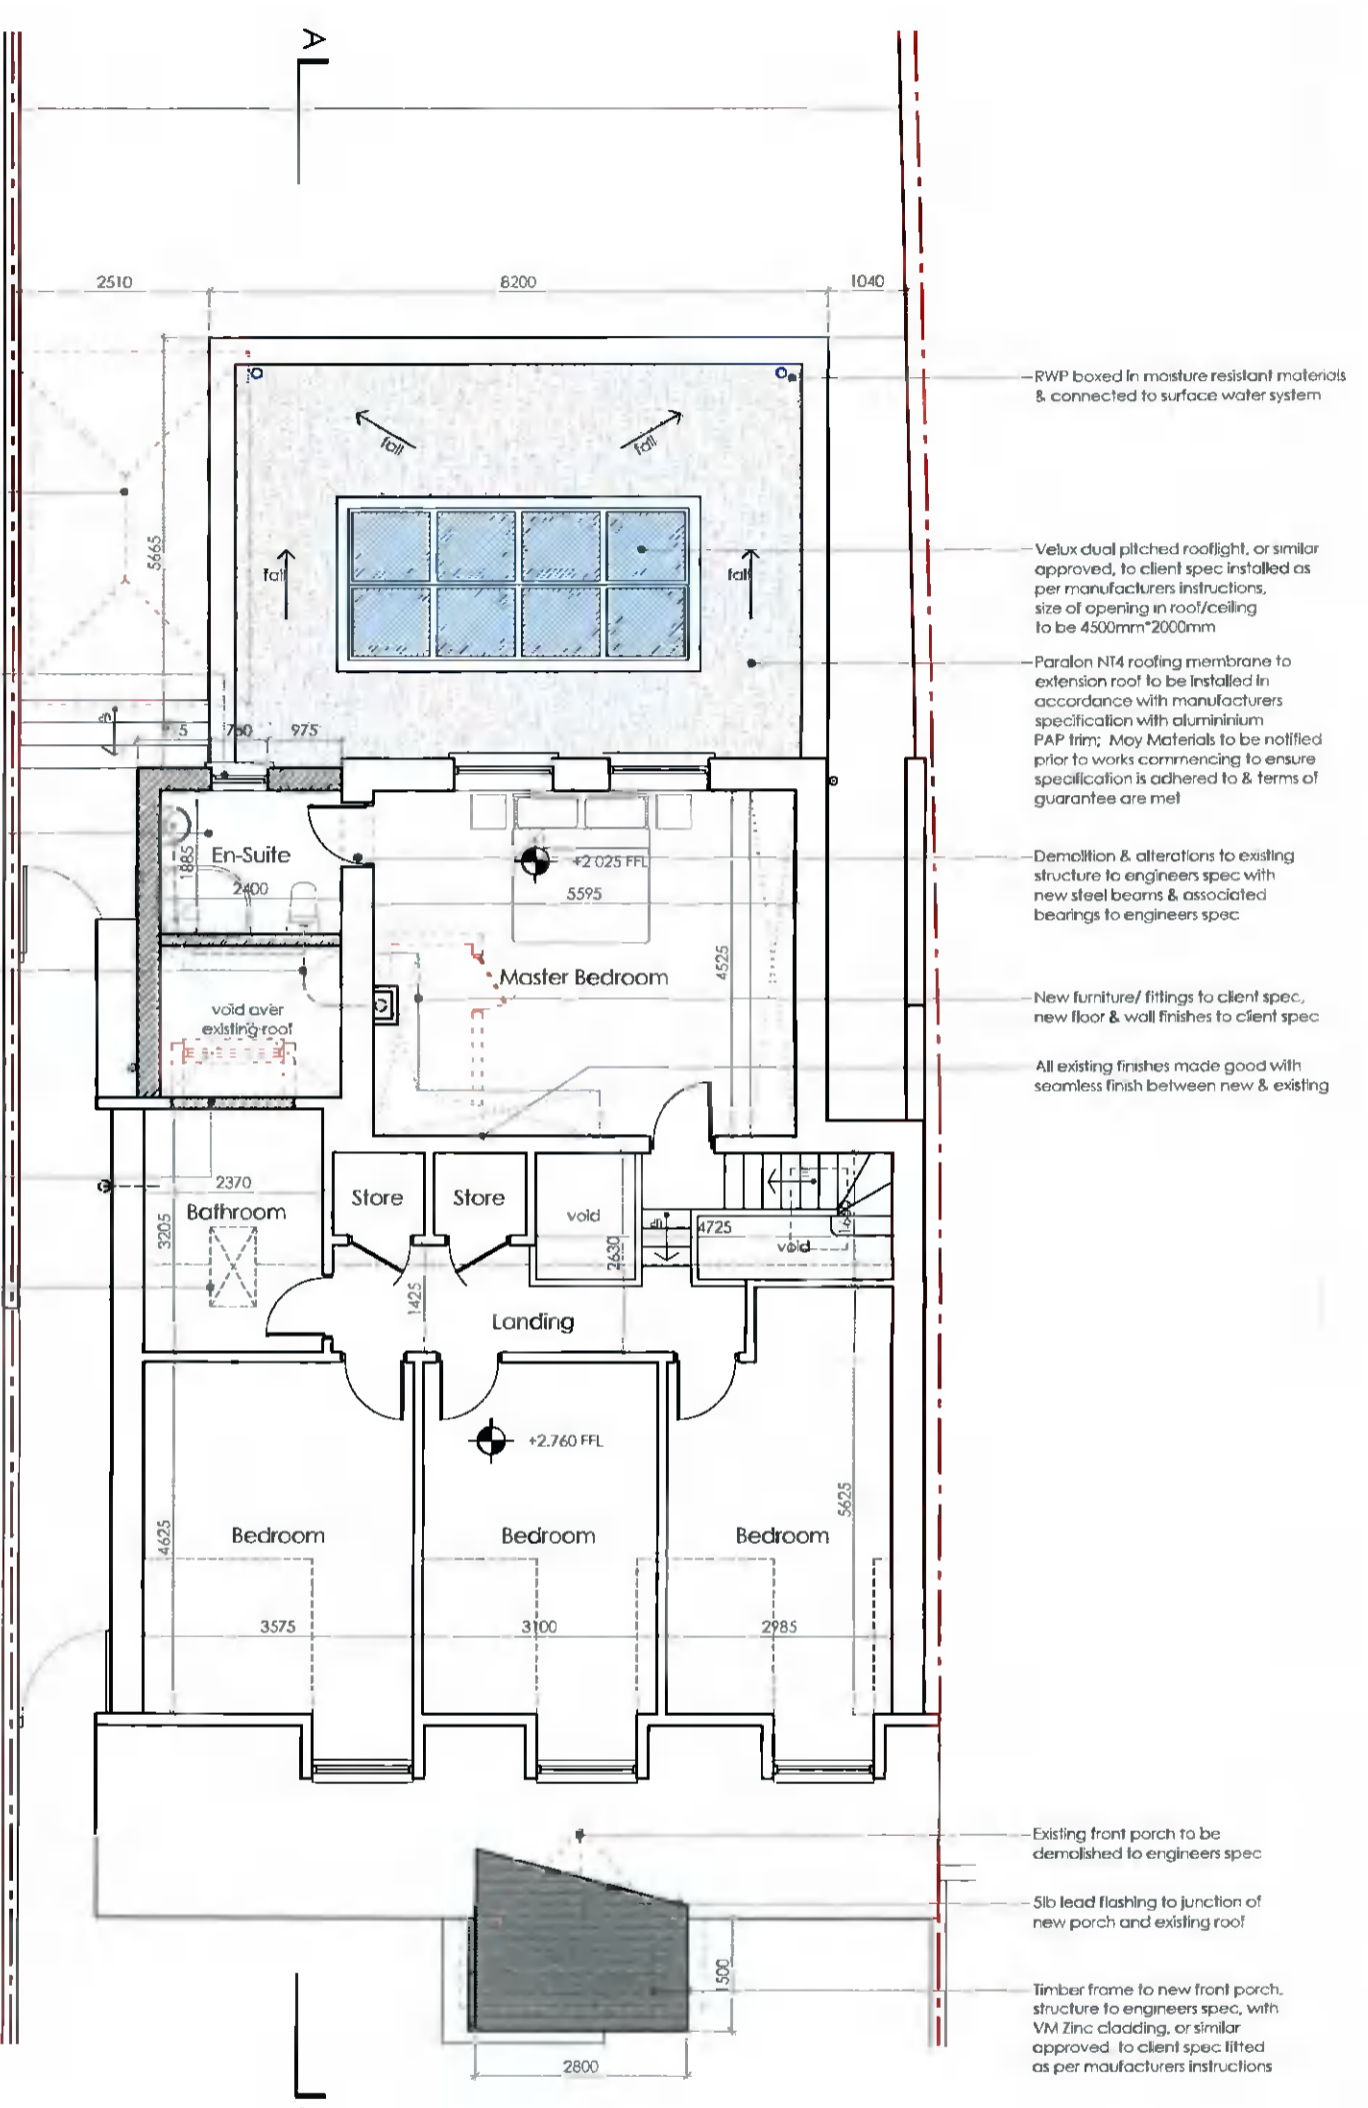 A
2510
8200
1040
RWP boxed in moisture resistant materials
& connected to surface water system
fall
fall
Velux dual pitched rooflight, or similar
approved, to client spec installed as
per manufacturers instructions,
size of opening in roof/ceiling
to be 4500mm*2000mm
5665
fall
fall
Paralon NT4 roofing membrane to
extension roof to be installed in
accordance with manufacturers
specification with alumininium
PAP trim; Moy Materials to be notified
prior to works commencing to ensure
specification is adhered to & terms of
guarantee are met
dn
5
750
975
En-Suite
1885
2400
+2 025 FFL
5595
Demolition & alterations to existing
structure to engineers spec with
new steel beams & associated
bearings to engineers spec
Master Bedroom
4525
New furniture/ fittings to client spec,
new floor & wall finishes to client spec
void over
existing roof
All existing finishes made good with
seamless finish between new & existing
2370
Bathroom
3205
Store
Store
void
2630
dn
4725
void
1425
Landing
+2.760 FFL
4625
5625
Bedroom
Bedroom
Bedroom
3575
3100
2985
Existing front porch to be
demolished to engineers spec
5lb lead flashing to junction of
new porch and existing roof
1500
Timber frame to new front porch,
structure to engineers spec, with
VM Zinc cladding, or similar
approved to client spec fitted
as per maufacturers instructions
2800